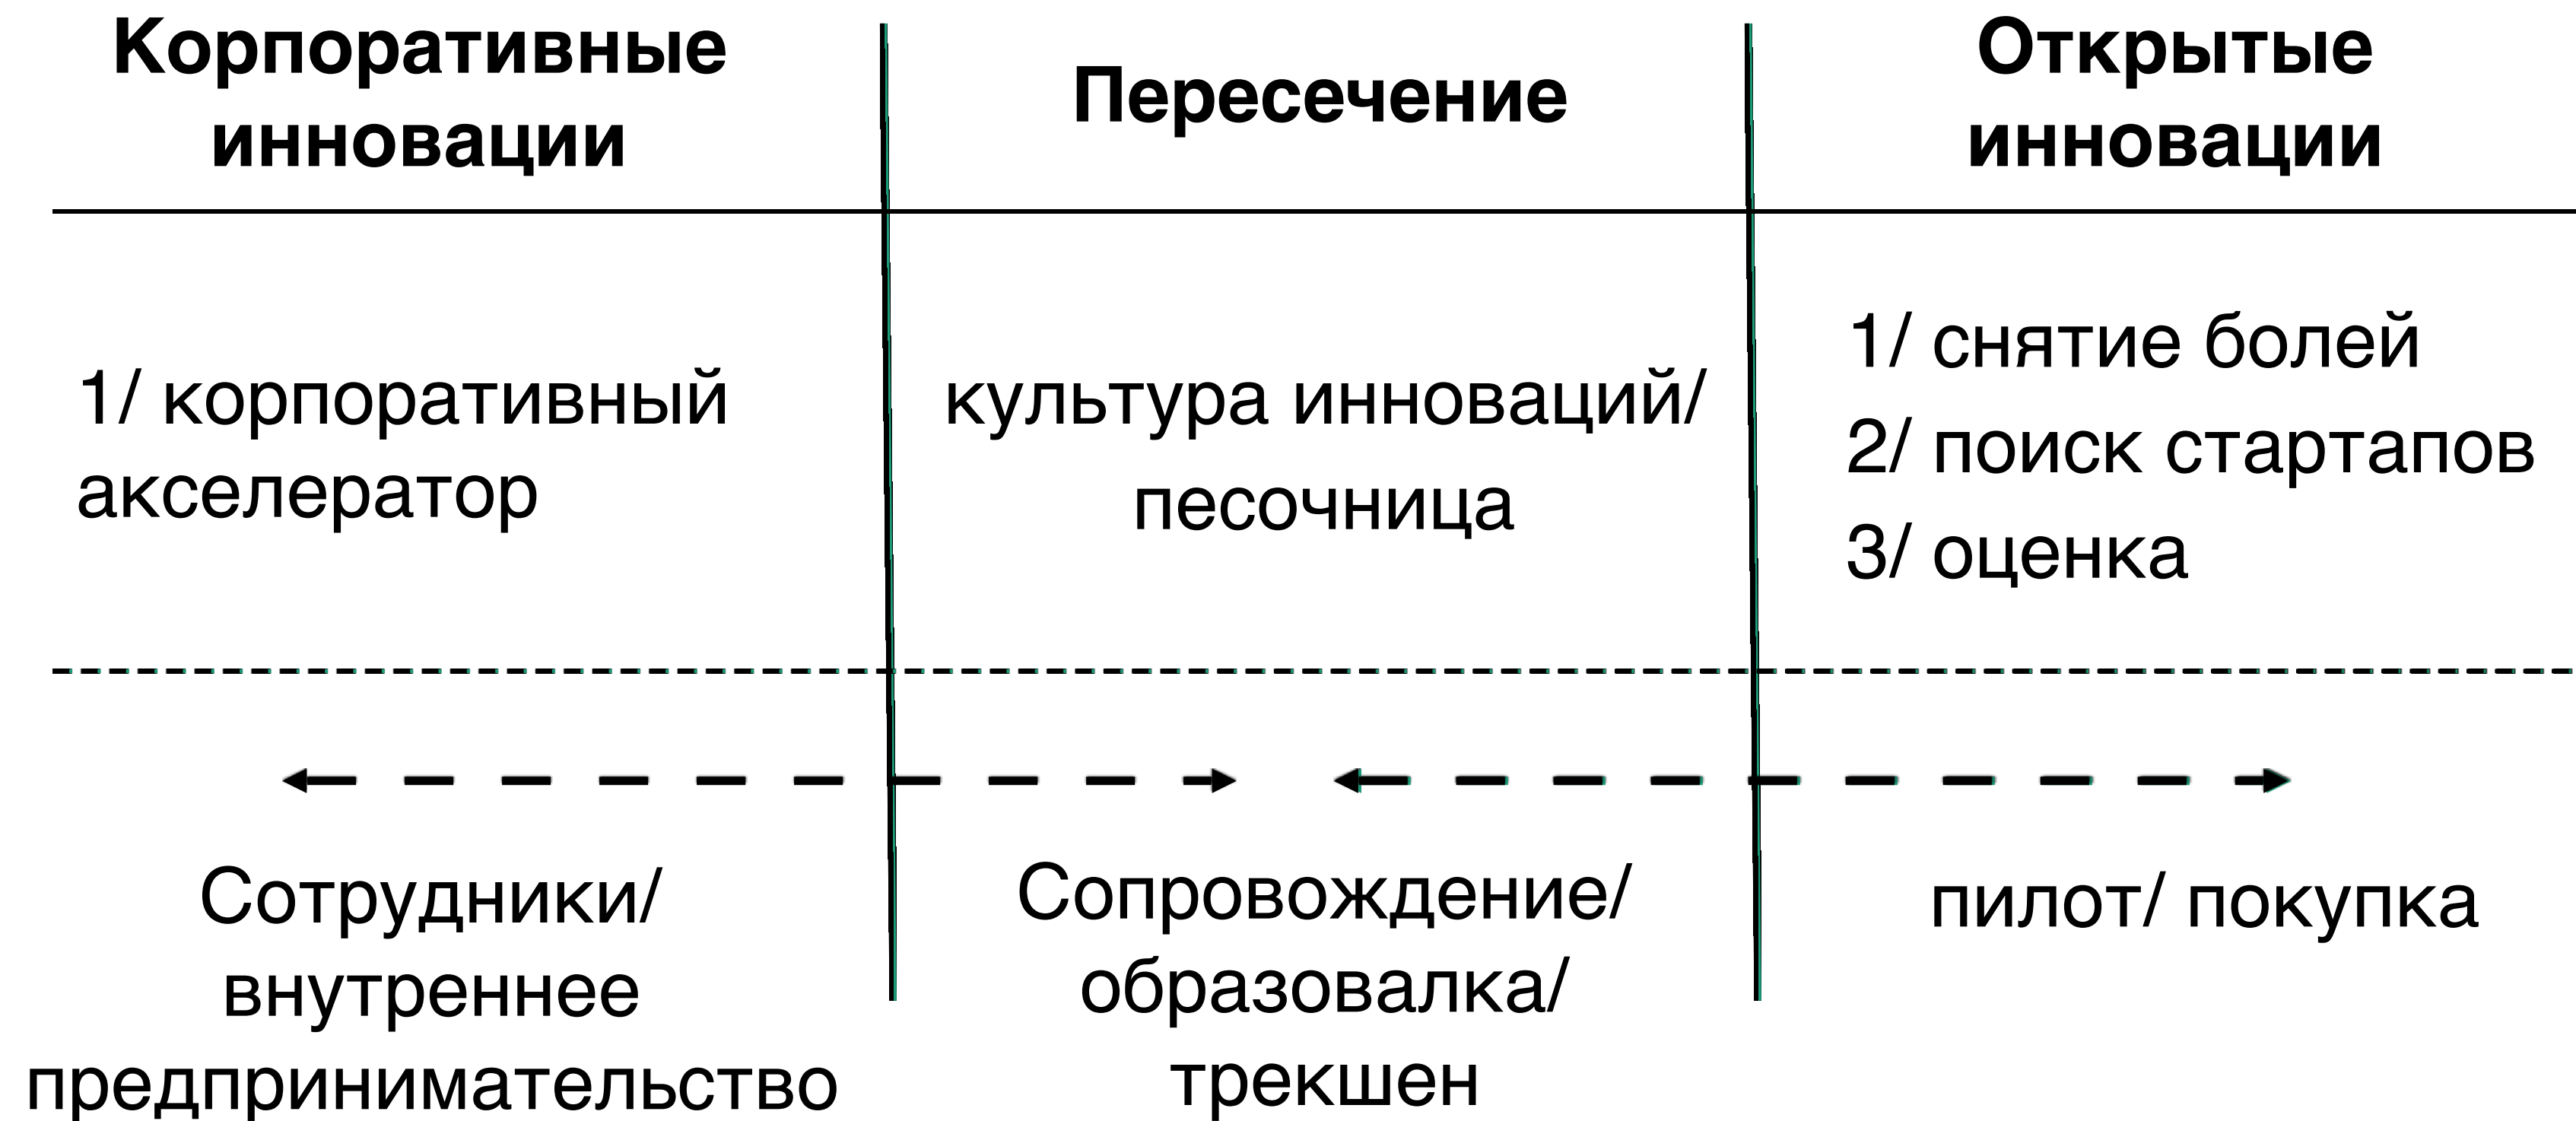 Корпоративные
инновации
Пересечение
Открытые
инновации
1/ корпоративный
акселератор
культура инноваций/
песочница
1/ снятие болей
2/ поиск стартапов
3/ оценка
Сотрудники/
внутреннее
предпринимательство
Сопровождение/
образовалка/
трекшен
пилот/ покупка